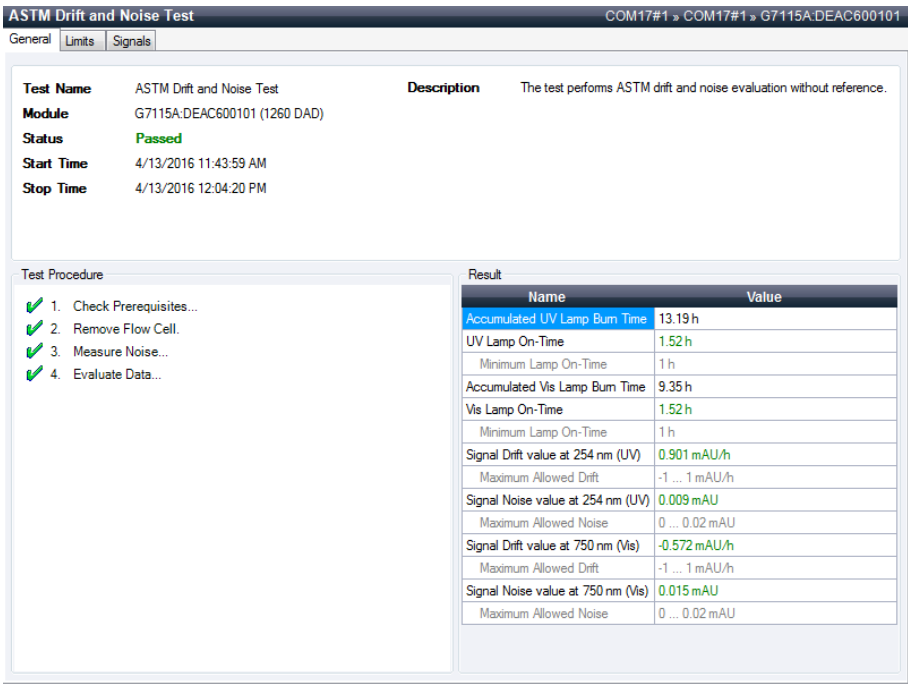 ASTM Drift and Noise Test COM17#1 » COM17#1 » G7115A:DEAC600101
General Limits Signals
Test Name ASTM Drift and Noise Test Description The test performs ASTM drift and noise evaluation without reference.
Module G7115A:DEAC600101 (1260 DAD)
Status Passed
Start Time 4/13/2016 11:43:59 AM
Stop Time 4/13/2016 12:04:20 PM
Test Procedure
1. Check Prerequisites...
2. Remove Flow Cell.
3. Measure Noise...
4. Evaluate Data...
Result
Name Value
Accumulated UV Lamp Burn Time 13.19 h
UV Lamp On-Time 1.52 h
Minimum Lamp On-Time 1 h
Accumulated Vis Lamp Burn Time 9.35 h
Vis Lamp On-Time 1.52 h
Minimum Lamp On-Time 1 h
Signal Drift value at 254 nm (UV) 0.901 mAU/h
Maximum Allowed Drift -1 ... 1 mAU/h
Signal Noise value at 254 nm (UV) 0.009 mAU
Maximum Allowed Noise 0 ... 0.02 mAU
Signal Drift value at 750 nm (Vis) -0.572 mAU/h
Maximum Allowed Drift -1 ... 1 mAU/h
Signal Noise value at 750 nm (Vis) 0.015 mAU
Maximum Allowed Noise 0 ... 0.02 mAU